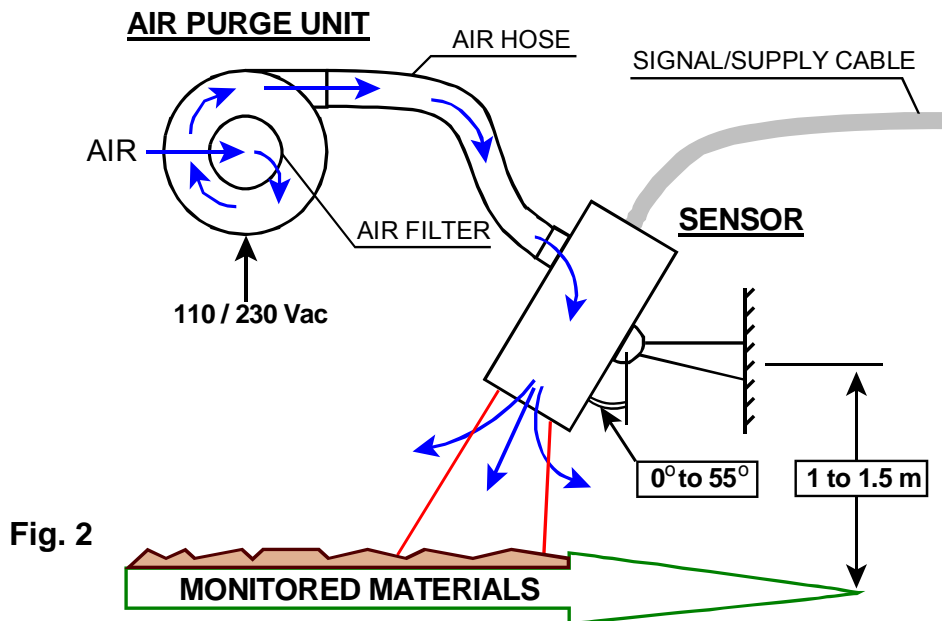 AIR PURGE UNIT
AIR HOSE
SIGNAL/SUPPLY CABLE
AIR
SENSOR
AIR FILTER
110 / 230 Vac
0° to 55°
1 to 1.5 m
Fig. 2
MONITORED MATERIALS